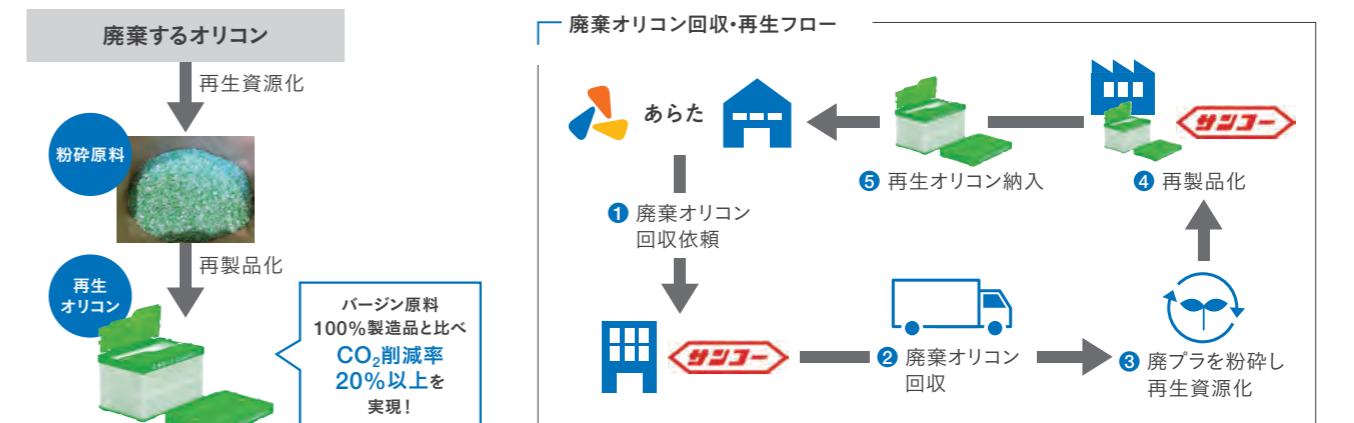 廃棄するオリコン
再生資源化
粉砕原料
再製品化
再生
オリコン
バージン原料
100%製造品と比べ
CO₂削減率
20%以上を
実現！
廃棄オリコン回収・再生フロー
あらた
❶ 廃棄オリコン
回収依頼
サンコー
❷ 廃棄オリコン
回収
❸ 廃プラを粉砕し
再生資源化
❹ 再製品化
サンコー
❺ 再生オリコン納入